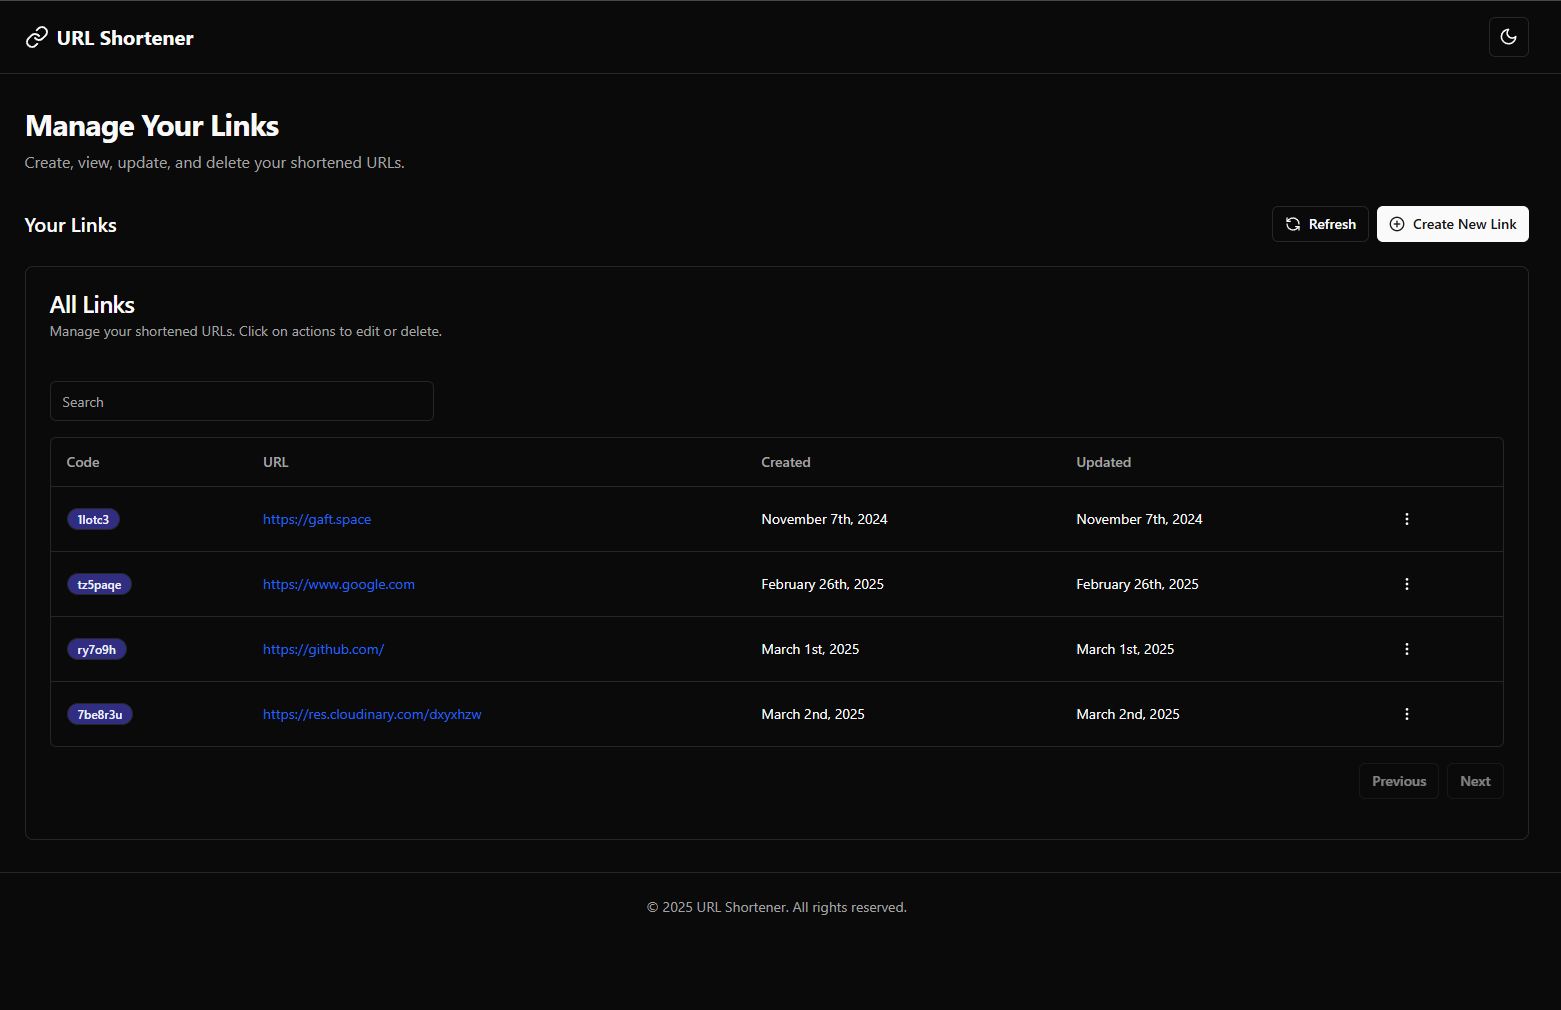 URL Shortener
Manage Your Links
Create, view, update, and delete your shortened URLs.
Your Links
Refresh
Create New Link
All Links
Manage your shortened URLs. Click on actions to edit or delete.
Search
Code URL Created Updated
1lotc3 https://gaft.space November 7th, 2024 November 7th, 2024
tz5paqe https://www.google.com February 26th, 2025 February 26th, 2025
ry7o9h https://github.com/ March 1st, 2025 March 1st, 2025
7be8r3u https://res.cloudinary.com/dxyxhzw March 2nd, 2025 March 2nd, 2025
Previous Next
© 2025 URL Shortener. All rights reserved.